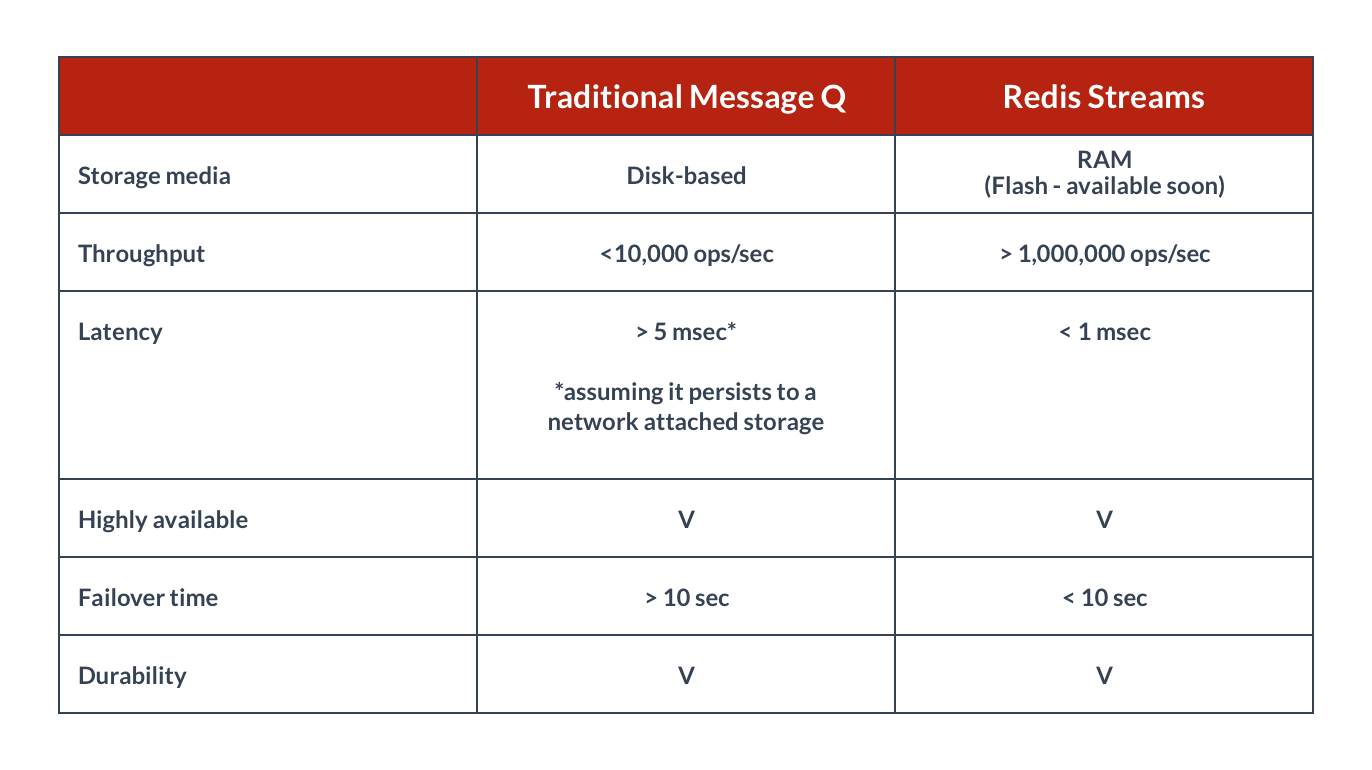 Traditional Message Q
Redis Streams
Storage media
Disk-based
RAM
(Flash - available soon)
Throughput
<10,000 ops/sec
> 1,000,000 ops/sec
Latency
> 5 msec*
*assuming it persists to a
network attached storage
< 1 msec
Highly available
V
V
Failover time
> 10 sec
< 10 sec
Durability
V
V